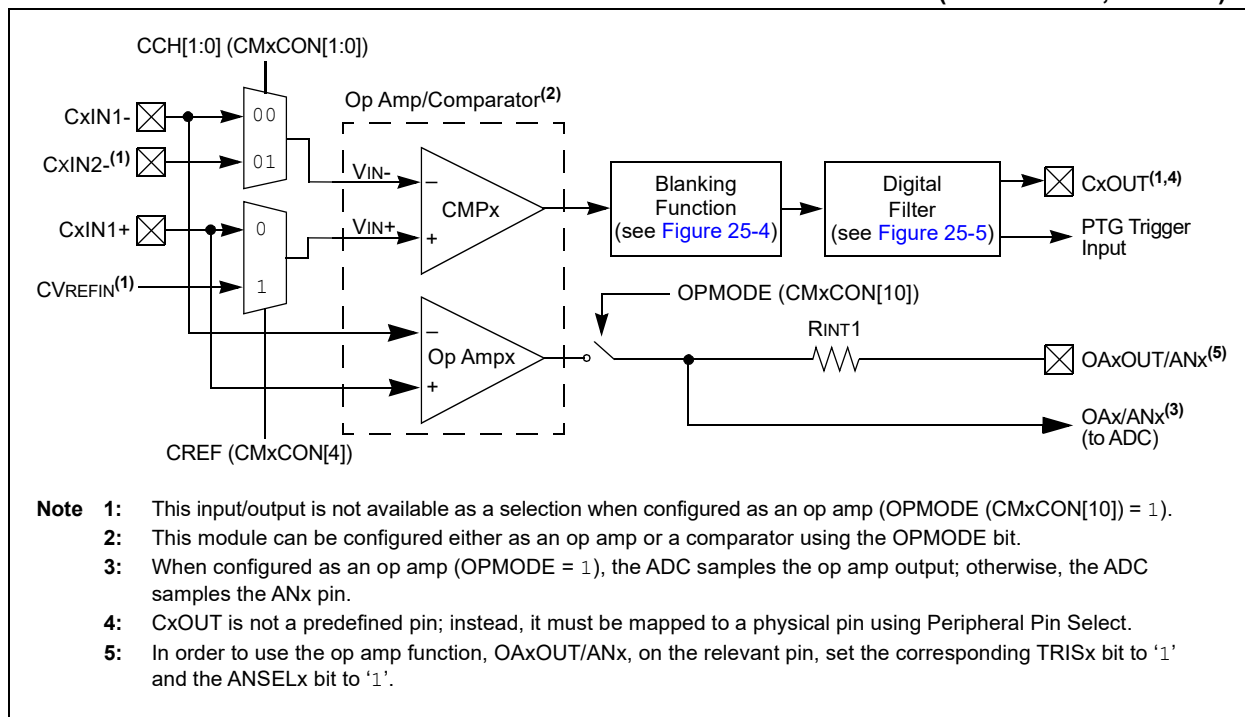 CCH[1:0] (CMxCON[1:0])
Op Amp/Comparator(2)
CxIN1-
00
CxIN2-(1)
01
VIN-
–
CMPx
Blanking
Function
(see Figure 25-4)
Digital
Filter
(see Figure 25-5)
CxOUT(1,4)
PTG Trigger
Input
CxIN1+
0
VIN+
+
CVREFIN(1)
1
OPMODE (CMxCON[10])
–
Op Ampx
+
RINT1
OAxOUT/ANx(5)
OAx/ANx(3)
(to ADC)
CREF (CMxCON[4])
Note 1: This input/output is not available as a selection when configured as an op amp (OPMODE (CMxCON[10]) = 1).
2: This module can be configured either as an op amp or a comparator using the OPMODE bit.
3: When configured as an op amp (OPMODE = 1), the ADC samples the op amp output; otherwise, the ADC
samples the ANx pin.
4: CxOUT is not a predefined pin; instead, it must be mapped to a physical pin using Peripheral Pin Select.
5: In order to use the op amp function, OAxOUT/ANx, on the relevant pin, set the corresponding TRISx bit to ‘1’
and the ANSELx bit to ‘1’.